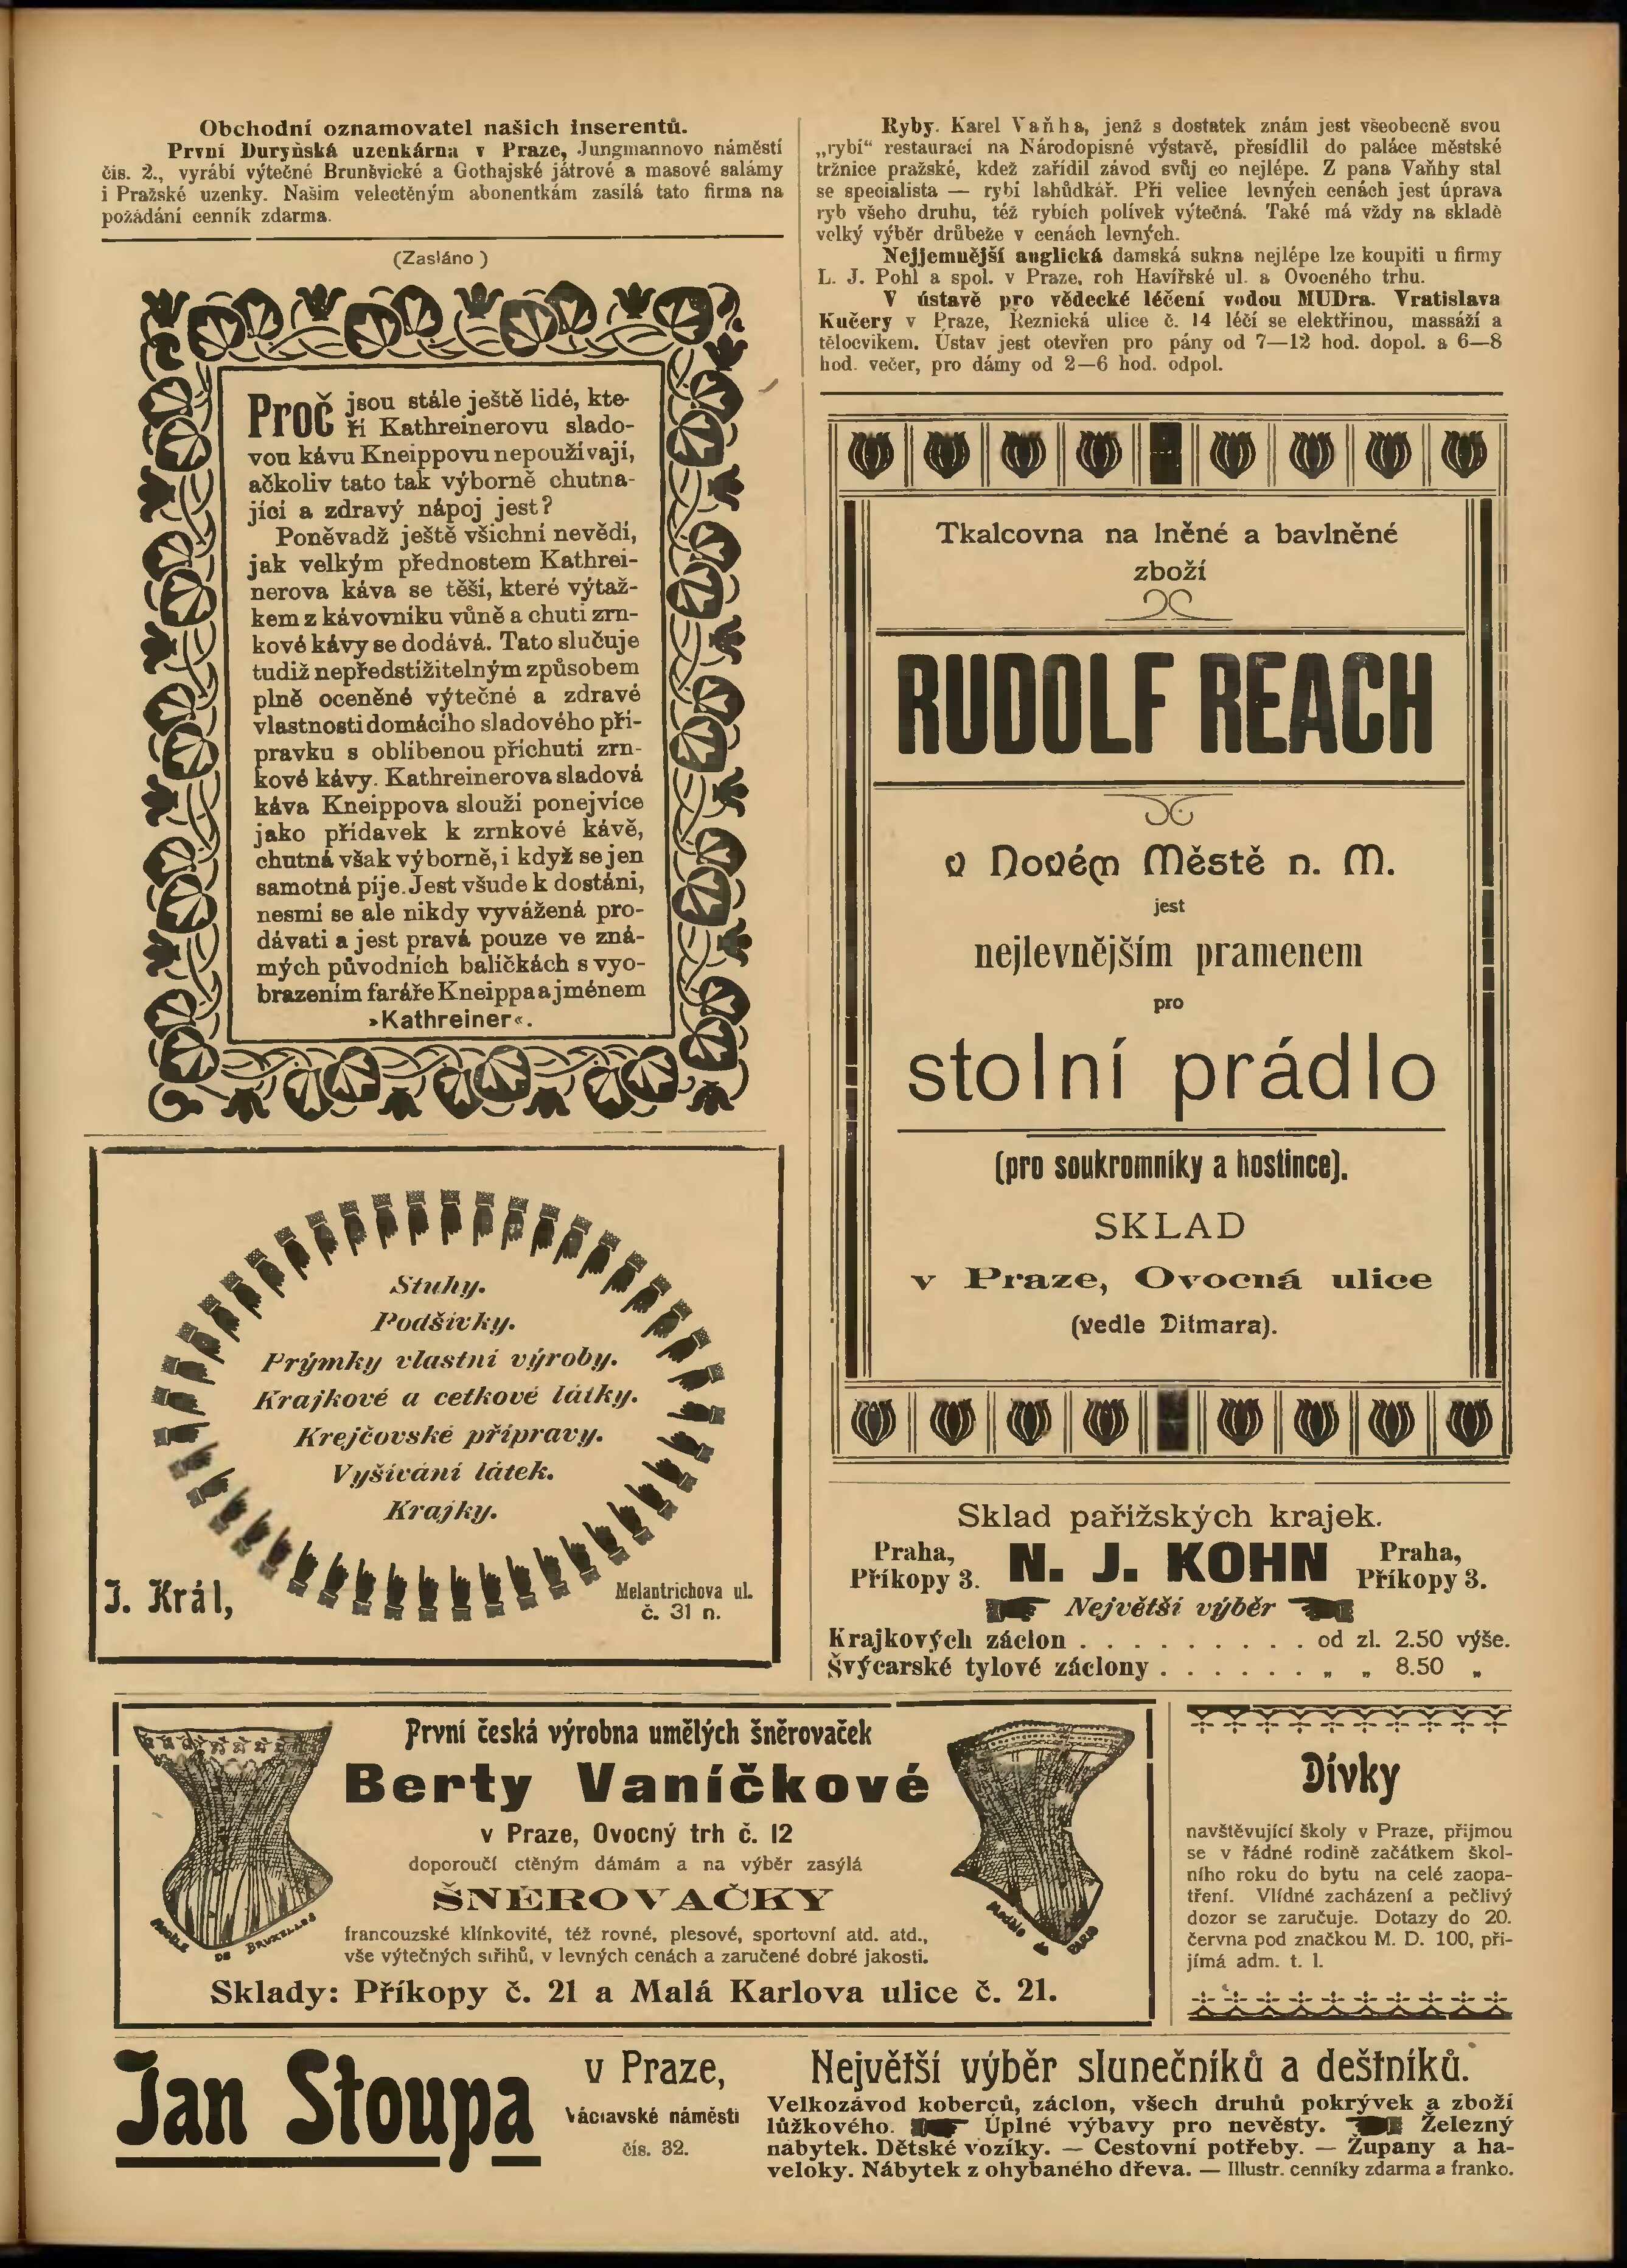 Obchodní oznamovatel našich inserentů.
První Duryňská uzenkárna v Praze, Jungmannovo náměstí
čis. 2., vyrábí výtečné Brunšvické a Gothajské játrové a masové salámy
i Pražské uzenky. Našim velectěným abonentkám zasílá tato firma na
požádání cenník zdarma.
(Zasláno )
Proč jsou stále ještě lidé, kte-
ří Kathreinerovu slado-
vou kávu Kneippovu nepoužívají,
ačkoliv tato tak výborně chutna-
jící a zdravý nápoj jest?
Poněvadž ještě všichni nevědí,
jak velkým přednostem Kathrei-
nerova káva se těší, které výtaž-
kem z kávovníku vůně a chuti zrn-
kové kávy se dodává. Tato slučuje
tudiž nepředstižitelným způsobem
plně oceněné výtečné a zdravé
vlastnosti domácího sladového pří-
pravku s oblíbenou příchutí zrn-
kové kávy. Kathreinerova sladová
káva Kneippova slouží ponejvíce
jako přídavek k zrnkové kávě,
chutná však výborně, i když se jen
samotná pije. Jest všude k dostání,
nesmí se ale nikdy vyvážená pro-
dávati a jest pravá pouze ve zná-
mých původních balíčkách s vyo-
brazením faráře Kneippa a jménem
»Kathreiner«.
Stuhy.
Podšívky.
Prýmky vlastní výroby.
Krajkové a cetkové látky.
Krejčovské přípravy.
Vyšívání látek.
Krajky.
J. Král,
Melantrichova ul.
č. 31 n.
Ryby. Karel Vaňha, jenž s dostatek znám jest všeobecně svou
„rybí“ restaurací na Národopisné výstavě, přesídlil do paláce městské
tržnice pražské, kdež zařídil závod svůj co nejlépe. Z pana Vaňhy stal
se specialista — rybí lahůdkář. Při velice levných cenách jest úprava
ryb všeho druhu, též rybích polívek výtečná. Také má vždy na skladě
velký výběr drůbeže v cenách levných.
Nejjemnější anglická damská sukna nejlépe lze koupiti u firmy
L. J. Pohl a spol. v Praze, roh Havířské ul. a Ovocného trhu.
V ústavě pro vědecké léčení vodou MUDra. Vratislava
Kučery v Praze, Řeznická ulice č. 14 léčí se elektřinou, massáží a
tělocvikem. Ústav jest otevřen pro pány od 7—12 hod. dopol. a 6—8
hod. večer, pro dámy od 2—6 hod. odpol.
Tkalcovna na lněné a bavlněné
zboží
RUDOLF REACH
v Novém Městě n. M.
jest
nejlevnějším pramenem
pro
stolní prádlo
(pro soukromníky a hostince).
SKLAD
v Praze, Ovocná ulice
(vedle Ditmara).
Sklad pařížských krajek.
Praha, Příkopy 3. N. J. KOHN Praha, Příkopy 3.
Největší výběr
Krajkových záclon . . . . . . . . . . od zl. 2.50 výše.
Švýcarské tylové záclony . . . . . . . „ „ 8.50 „
První česká výrobna umělých šněrovaček
Berty Vaníčkové
v Praze, Ovocný trh č. 12
doporoučí ctěným dámám a na výběr zasýlá
ŠNĚROVAČKY
francouzské klínkovité, též rovné, plesové, sportovní atd. atd.,
vše výtečných střihů, v levných cenách a zaručené dobré jakosti.
Sklady: Příkopy č. 21 a Malá Karlova ulice č. 21.
MODÈLE DE BRUXELLES
Modèle de PARIS
Dívky
navštěvující školy v Praze, přijmou
se v řádné rodině začátkem škol-
ního roku do bytu na celé zaopa-
tření. Vlídné zacházení a pečlivý
dozor se zaručuje. Dotazy do 20.
června pod značkou M. D. 100, při-
jímá adm. t. l.
Jan Stoupa
v Praze,
Václavské náměstí
čís. 32.
Největší výběr slunečníků a deštníků.
Velkozávod koberců, záclon, všech druhů pokrývek a zboží
lůžkového. Úplné výbavy pro nevěsty. Železný
nábytek. Dětské vozíky. — Cestovní potřeby. — Župany a ha-
veloky. Nábytek z ohybaného dřeva. — Illustr. cenníky zdarma a franko.